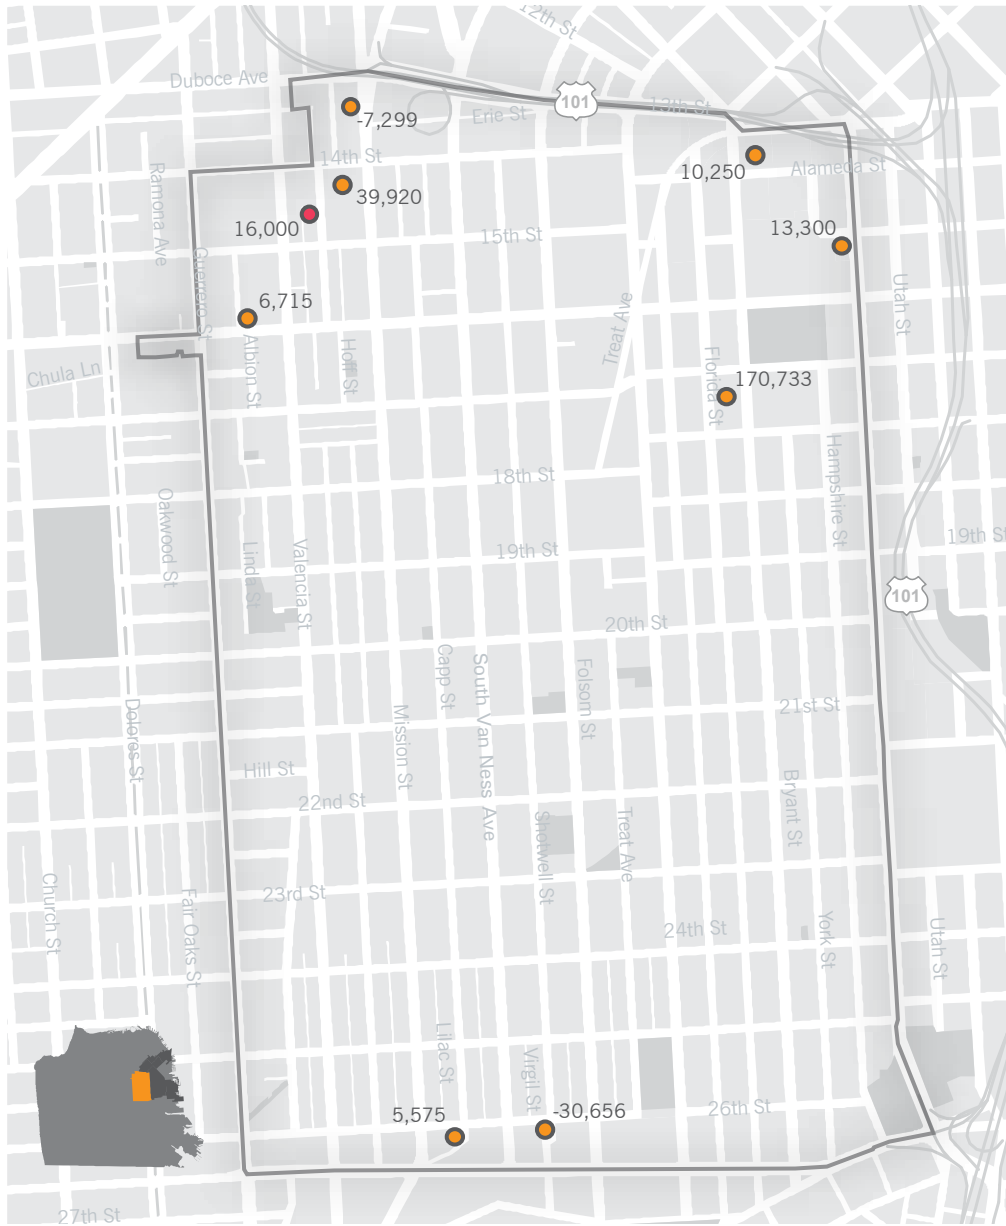 12th St
Duboce Ave
101
13th St
-7,299
Erie St
14th St
10,250
Alameda St
Ramona Ave
39,920
16,000
15th St
13,300
Guerrero St
6,715
Utah St
Treat Ave
Albion St
Hoff St
Chula Ln
Florida St
170,733
18th St
Hampshire St
Oakwood St
Linda St
Valencia St
19th St
19th St
101
20th St
Capp St
South Van Ness Ave
Folsom St
Dolores St
Mission St
21st St
Hill St
22nd St
Bryant St
Shotwell St
Treat Ave
Church St
Fair Oaks St
23rd St
24th St
York St
Utah St
Lilac St
Virgil St
5,575
-30,656
26th St
27th St